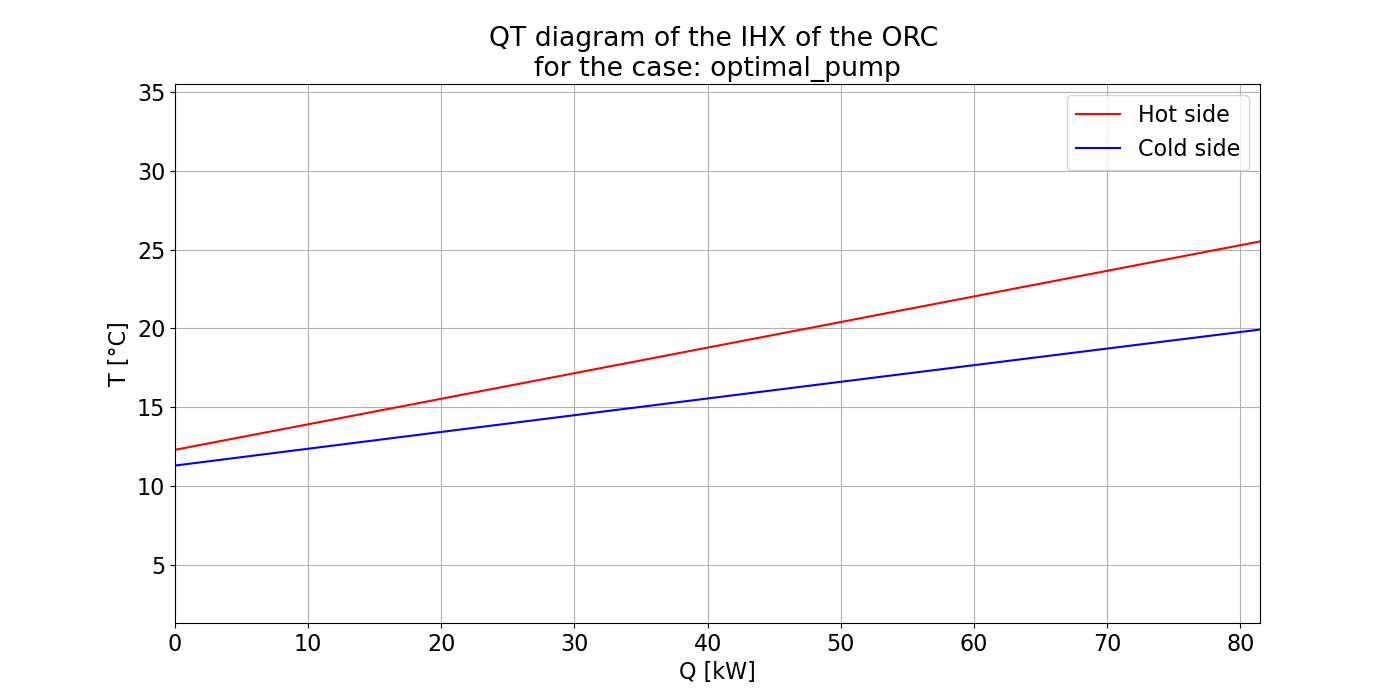 QT diagram of the IHX of the ORC
for the case: optimal_pump
Hot side
Cold side
T [°C]
35
30
25
20
15
10
5
0 10 20 30 40 50 60 70 80
Q [kW]